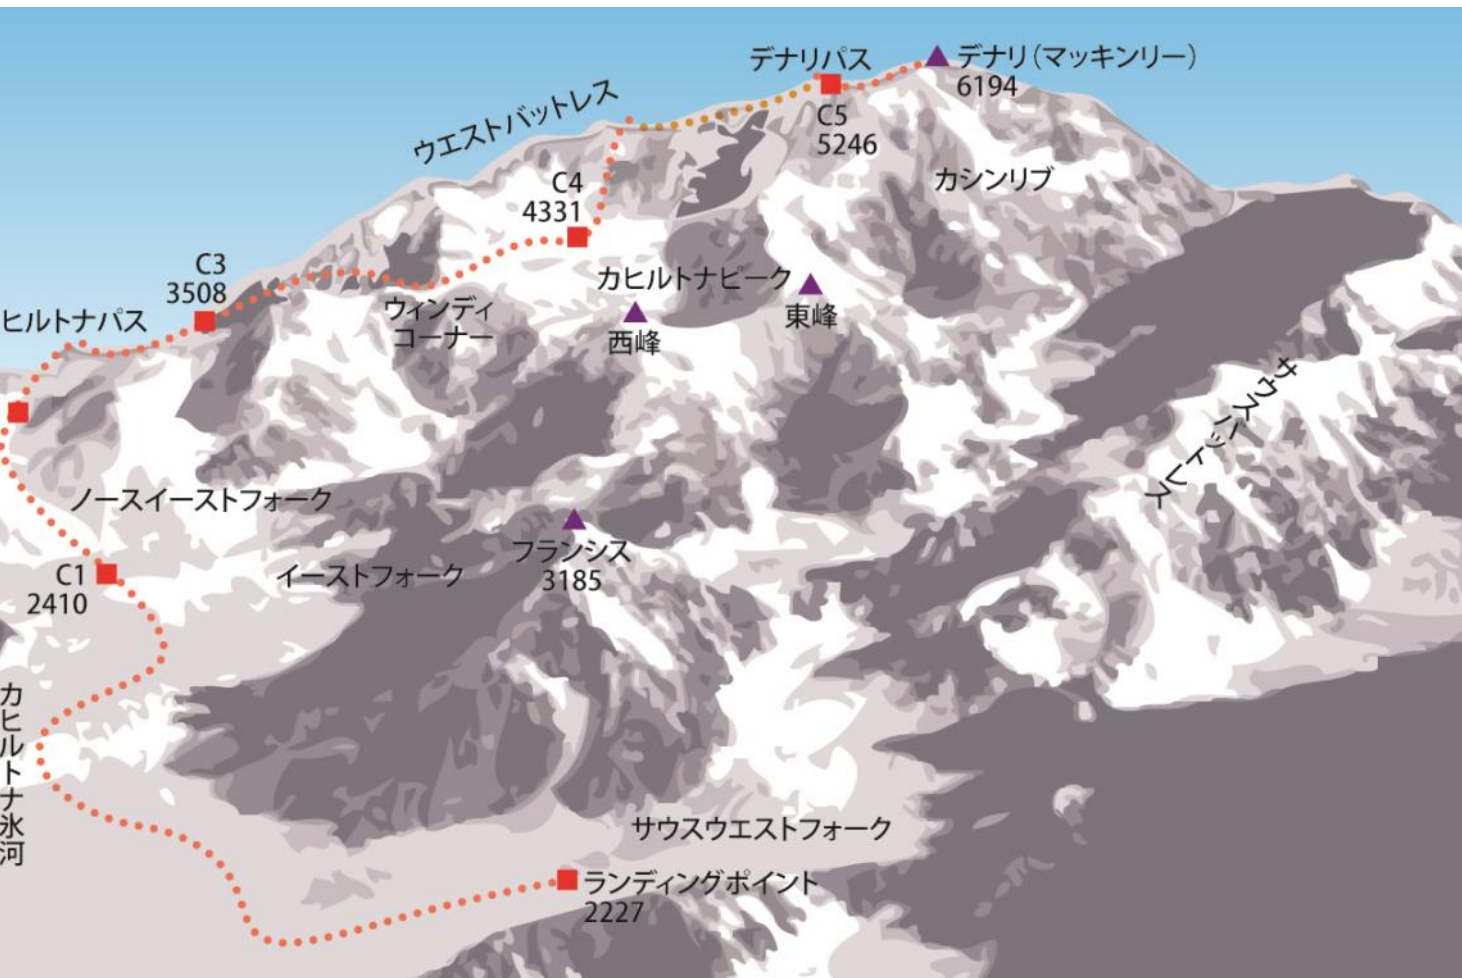 デナリパス
デナリ（マッキンリー）
6194
C5
5246
ウエストバットレス
カシンリブ
C4
4331
C3
3508
カヒルトナピーク
東峰
西峰
ウィンディ
コーナー
ヒルトナパス
サウスバットレス
ノースイーストフォーク
フランシス
3185
イーストフォーク
C1
2410
カヒルトナ氷河
サウスウエストフォーク
ランディングポイント
2227